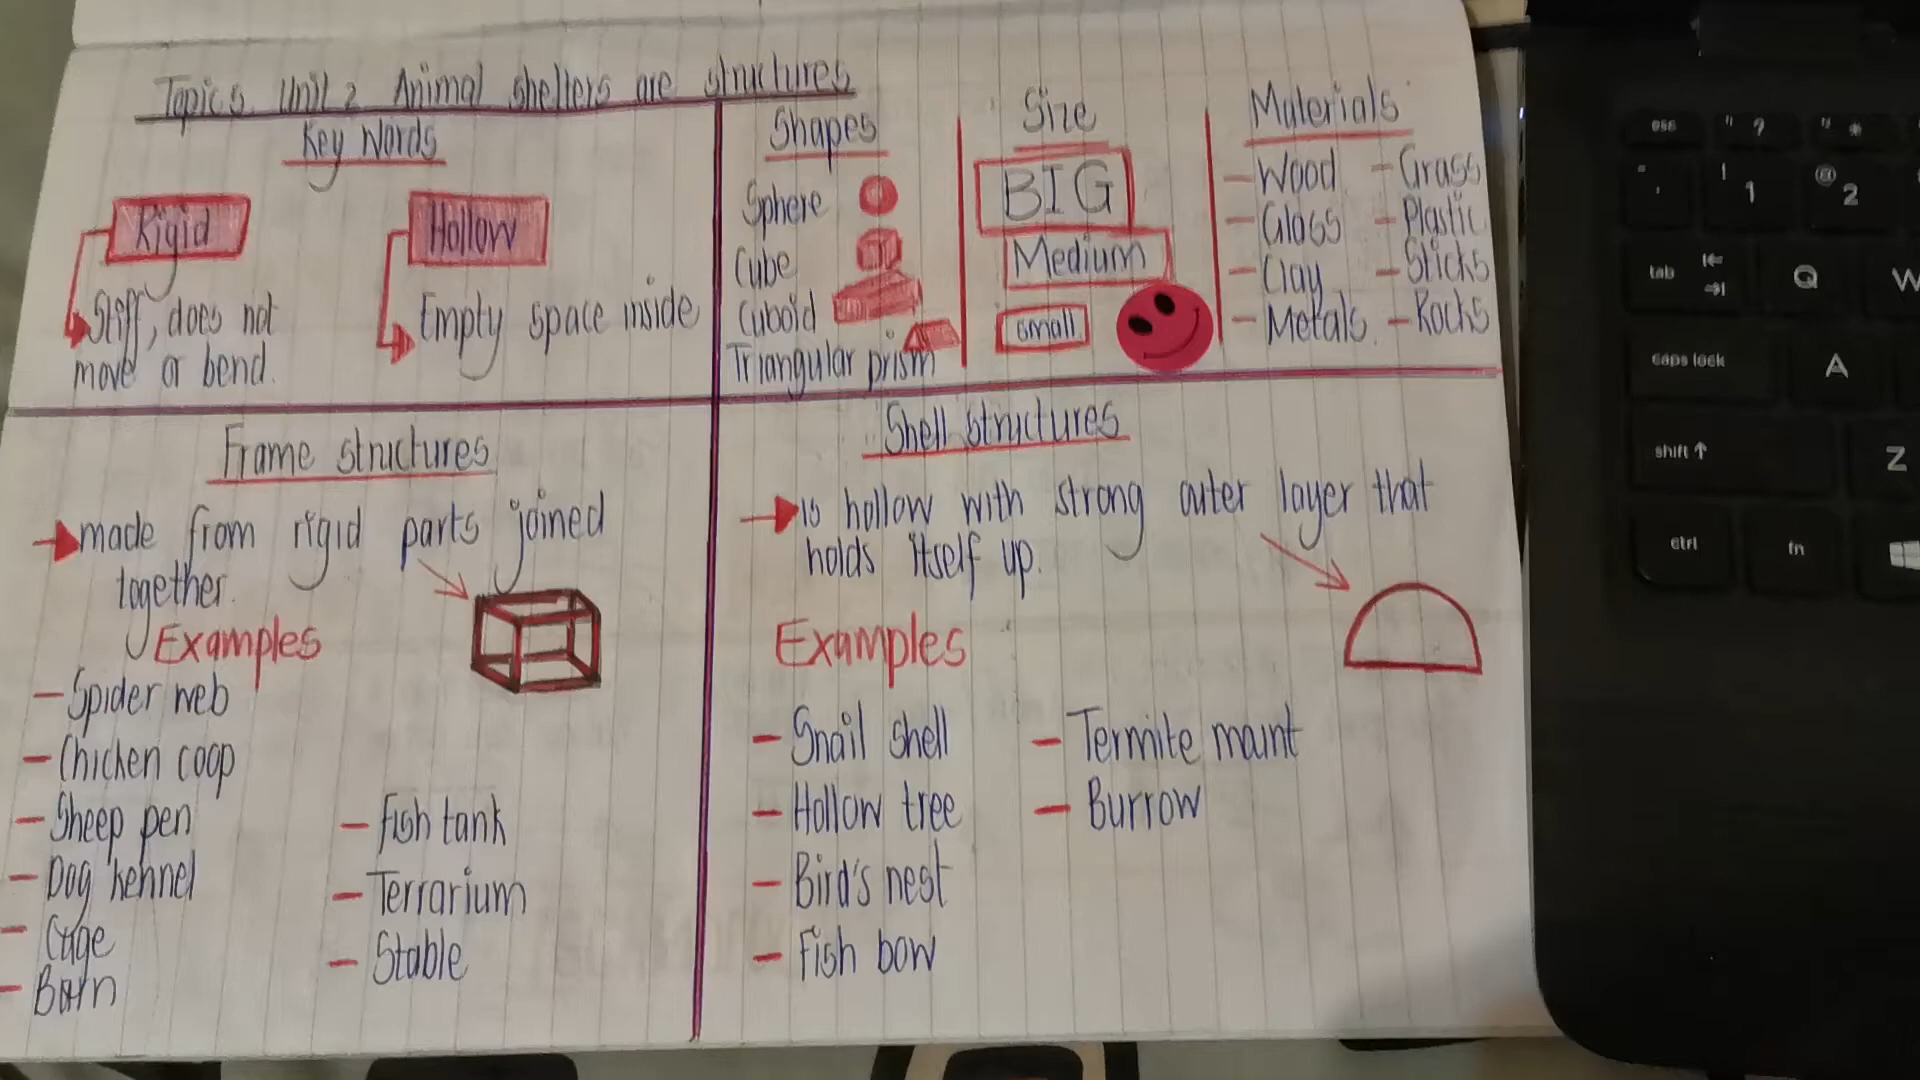 Topic 5 Unit 2 Animal shelters are structures
Key Words
Rigid
Stiff, does not
move or bend.
Hollow
Empty space inside
Shapes
Sphere
Cube
Cuboid
Triangular prism
Size
BIG
Medium
small
Materials
- Wood
- Glass
- Clay
- Metals.
- Grass
- Plastic
- Sticks
- Rocks
Frame structures
made from rigid parts joined
together.
Examples
- Spider web
- Chicken coop
- Sheep pen
- Dog kennel
- Cage
- Barn
- Fish tank
- Terrarium
- Stable
Shell structures
is hollow with strong outer layer that
holds itself up.
Examples
- Snail shell
- Hollow tree
- Bird's nest
- Fish bow
- Termite mount
- Burrow
esc
" ?
1
@ 2
tab
Q
W
caps lock
A
shift
Z
ctrl
fn